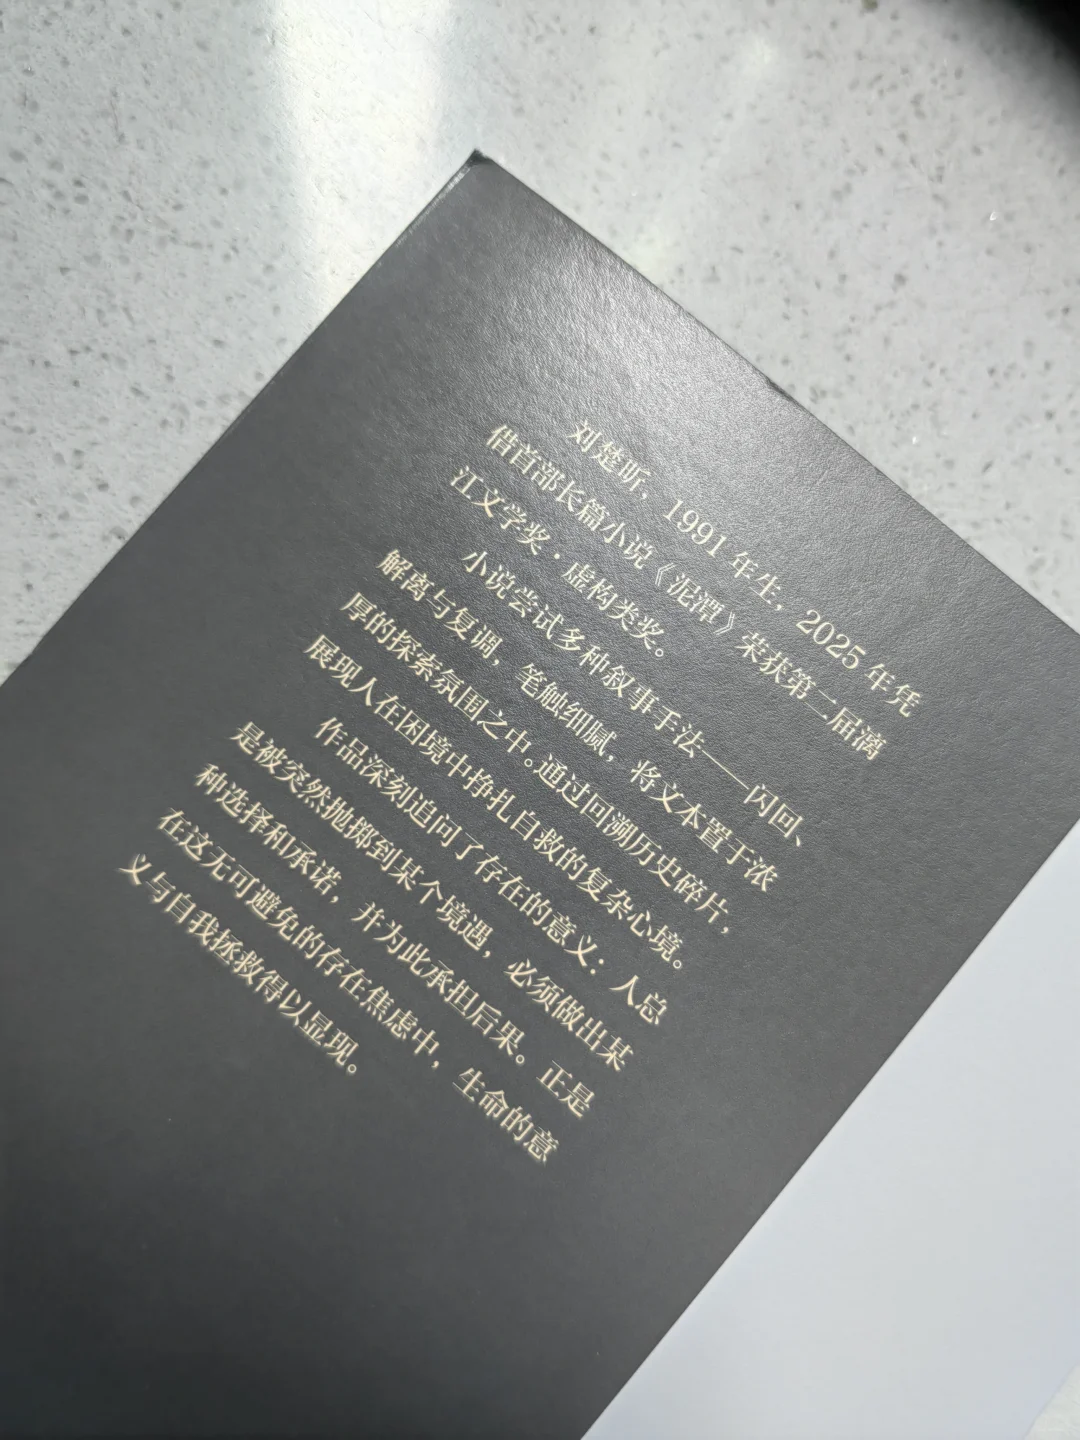 刘楚昕，1991 年生，2025 年凭
借首部长篇小说《泥潭》荣获第二届漓
江文学奖·虚构类奖。
小说尝试多种叙事手法——闪回、
解离与复调，笔触细腻，将文本置于浓
厚的探索氛围之中。通过回溯历史碎片，
展现人在困境中挣扎自救的复杂心境。
作品深刻追问了存在的意义：人总
是被突然抛掷到某个境遇，必须做出某
种选择和承诺，并为此承担后果。正是
在这无可避免的存在焦虑中，生命的意
义与自我拯救得以显现。